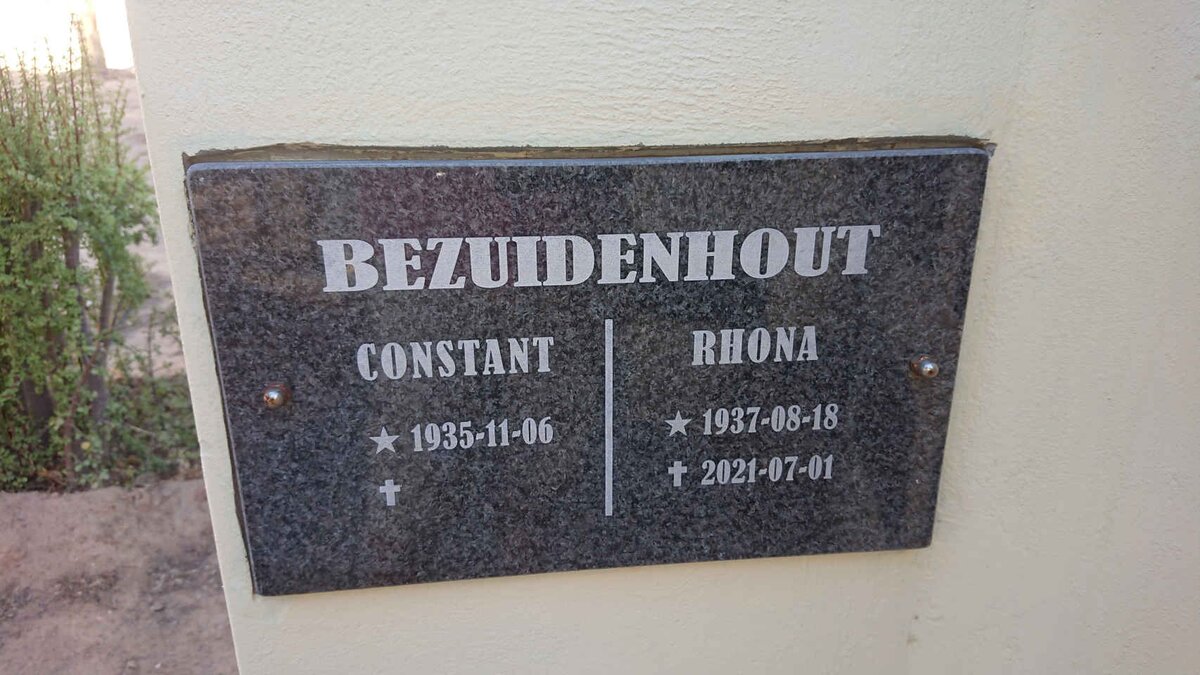 BEZUIDENHOUT
CONSTANT
★ 1935-11-06
✝
RHONA
★ 1937-08-18
✝ 2021-07-01